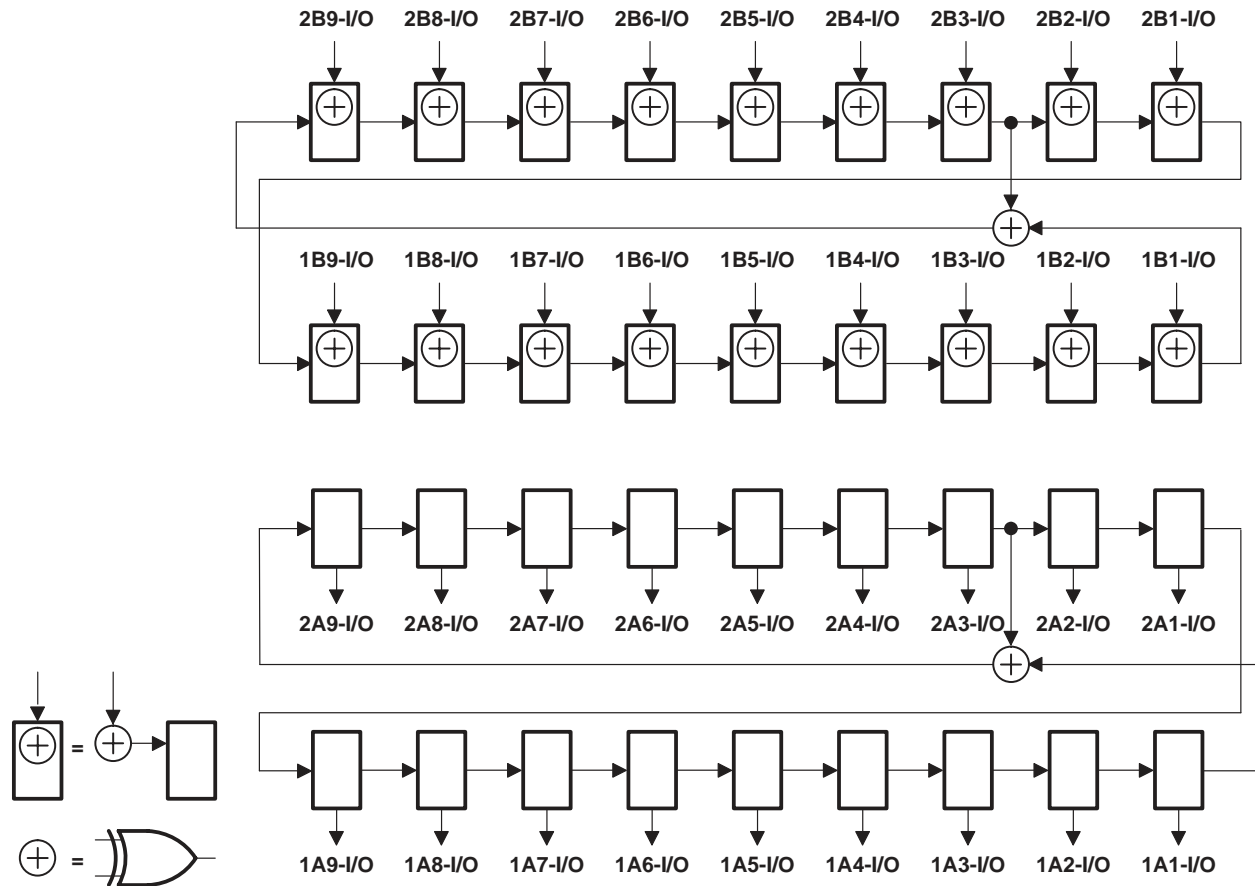 2B9-I/O 2B8-I/O 2B7-I/O 2B6-I/O 2B5-I/O 2B4-I/O 2B3-I/O 2B2-I/O 2B1-I/O
1B9-I/O 1B8-I/O 1B7-I/O 1B6-I/O 1B5-I/O 1B4-I/O 1B3-I/O 1B2-I/O 1B1-I/O
2A9-I/O 2A8-I/O 2A7-I/O 2A6-I/O 2A5-I/O 2A4-I/O 2A3-I/O 2A2-I/O 2A1-I/O
=
=
1A9-I/O 1A8-I/O 1A7-I/O 1A6-I/O 1A5-I/O 1A4-I/O 1A3-I/O 1A2-I/O 1A1-I/O